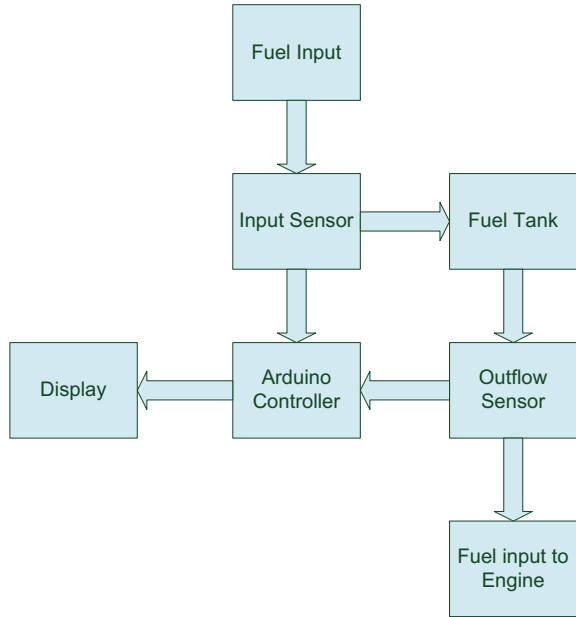 Fuel Input
Input Sensor
Fuel Tank
Display
Arduino
Controller
Outflow
Sensor
Fuel input to
Engine